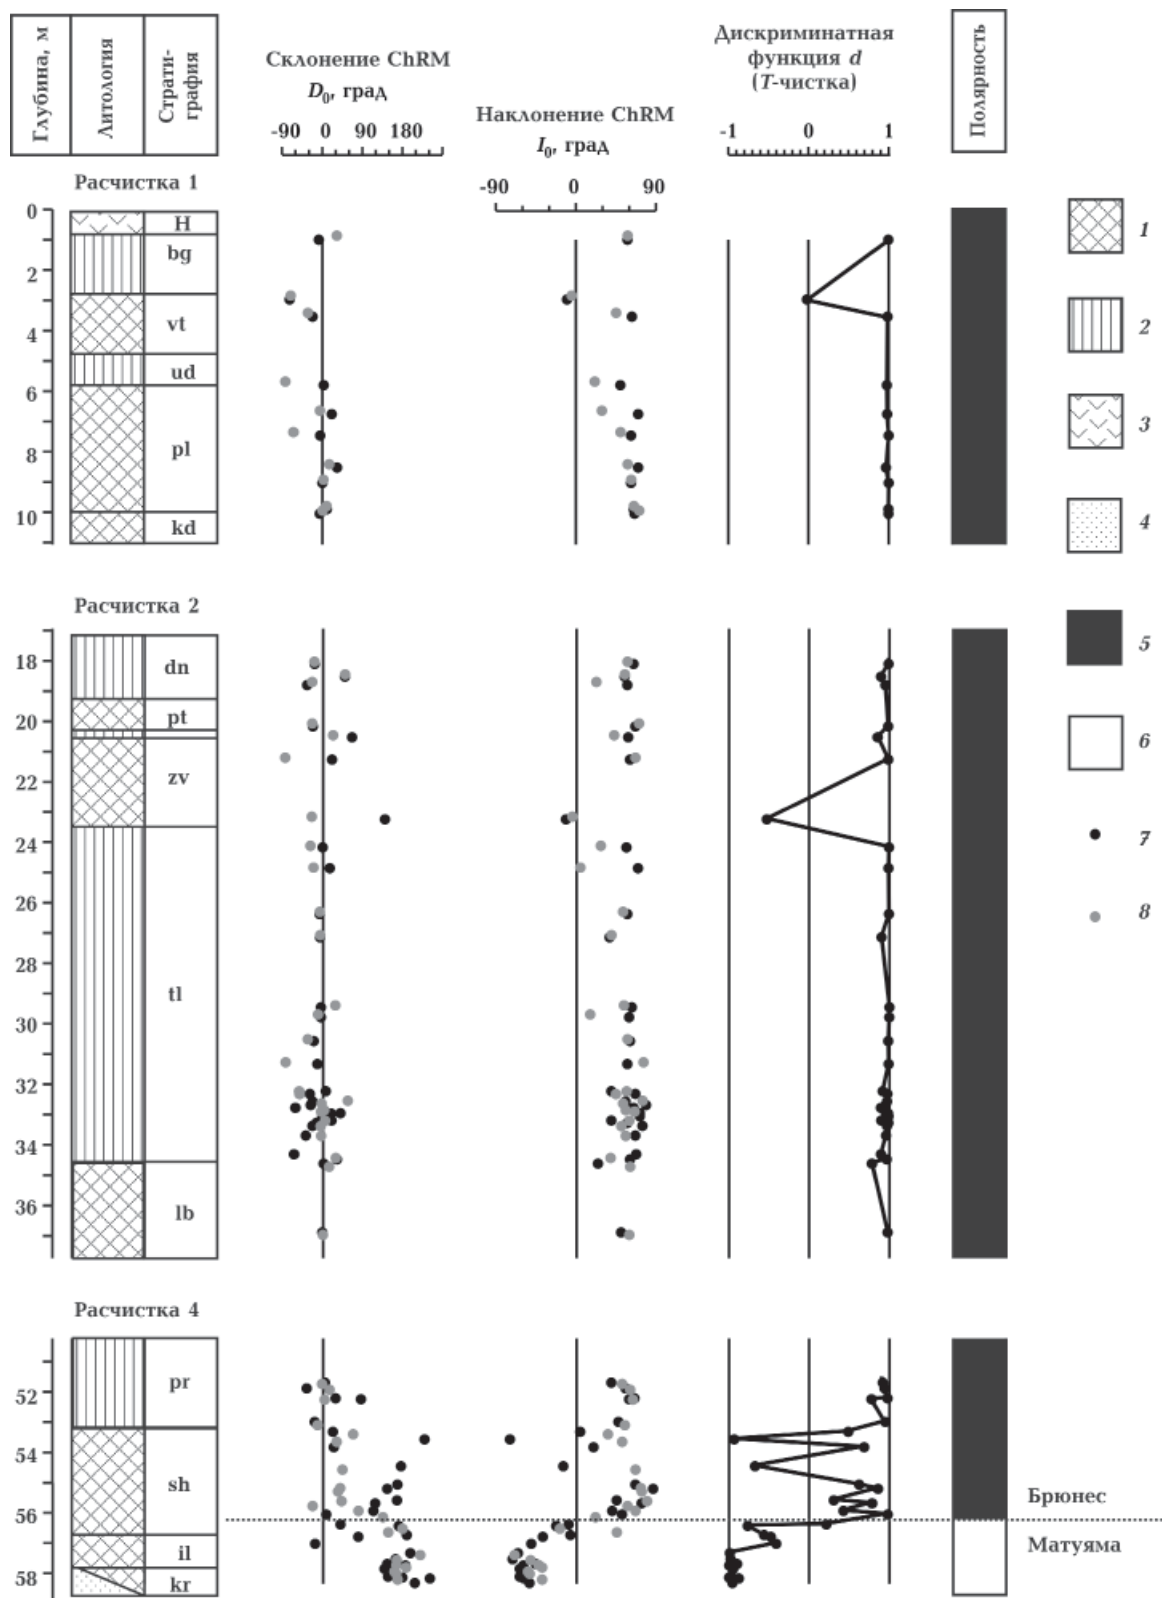 Глубина, м
Литология
Страти-
графия
Склонение ChRM
D₀, град
-90 0 90 180
Наклонение ChRM
I₀, град
-90 0 90
Дискриминатная
функция d
(T-чистка)
-1 0 1
Полярность
Расчистка 1
0
2
4
6
8
10
H
bg
vt
ud
pl
kd
Расчистка 2
18
20
22
24
26
28
30
32
34
36
dn
pt
zv
tl
lb
Расчистка 4
52
54
56
58
pr
sh
il
kr
Брюнес
Матуяма
1
2
3
4
5
6
7
8